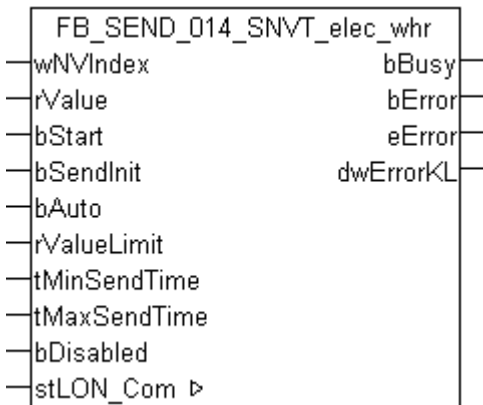 FB_SEND_014_SNVT_elec_whr
wNVIndex bBusy
rValue bError
bStart eError
bSendInit dwErrorKL
bAuto
rValueLimit
tMinSendTime
tMaxSendTime
bDisabled
stLON_Com ▷